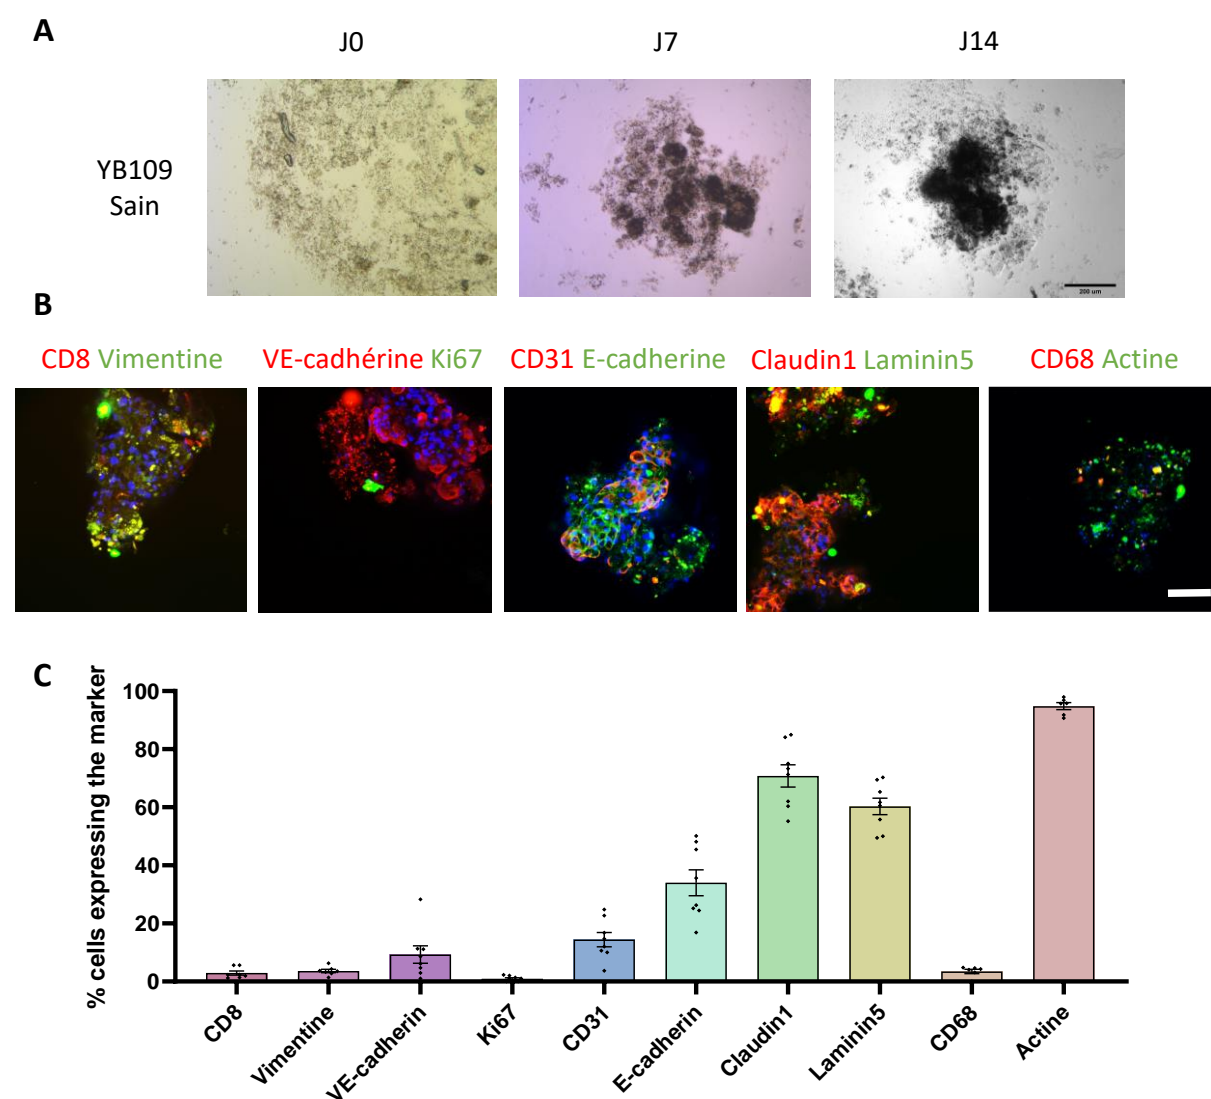 A
J0
J7
J14
YB109
Sain
200 um
B
CD8 Vimentine
VE-cadhérine Ki67
CD31 E-cadherine
Claudin1 Laminin5
CD68 Actine
C
% cells expressing the marker
100
80
60
40
20
0
CD8
Vimentine
VE-cadherin
Ki67
CD31
E-cadherin
Claudin1
Laminin5
CD68
Actine